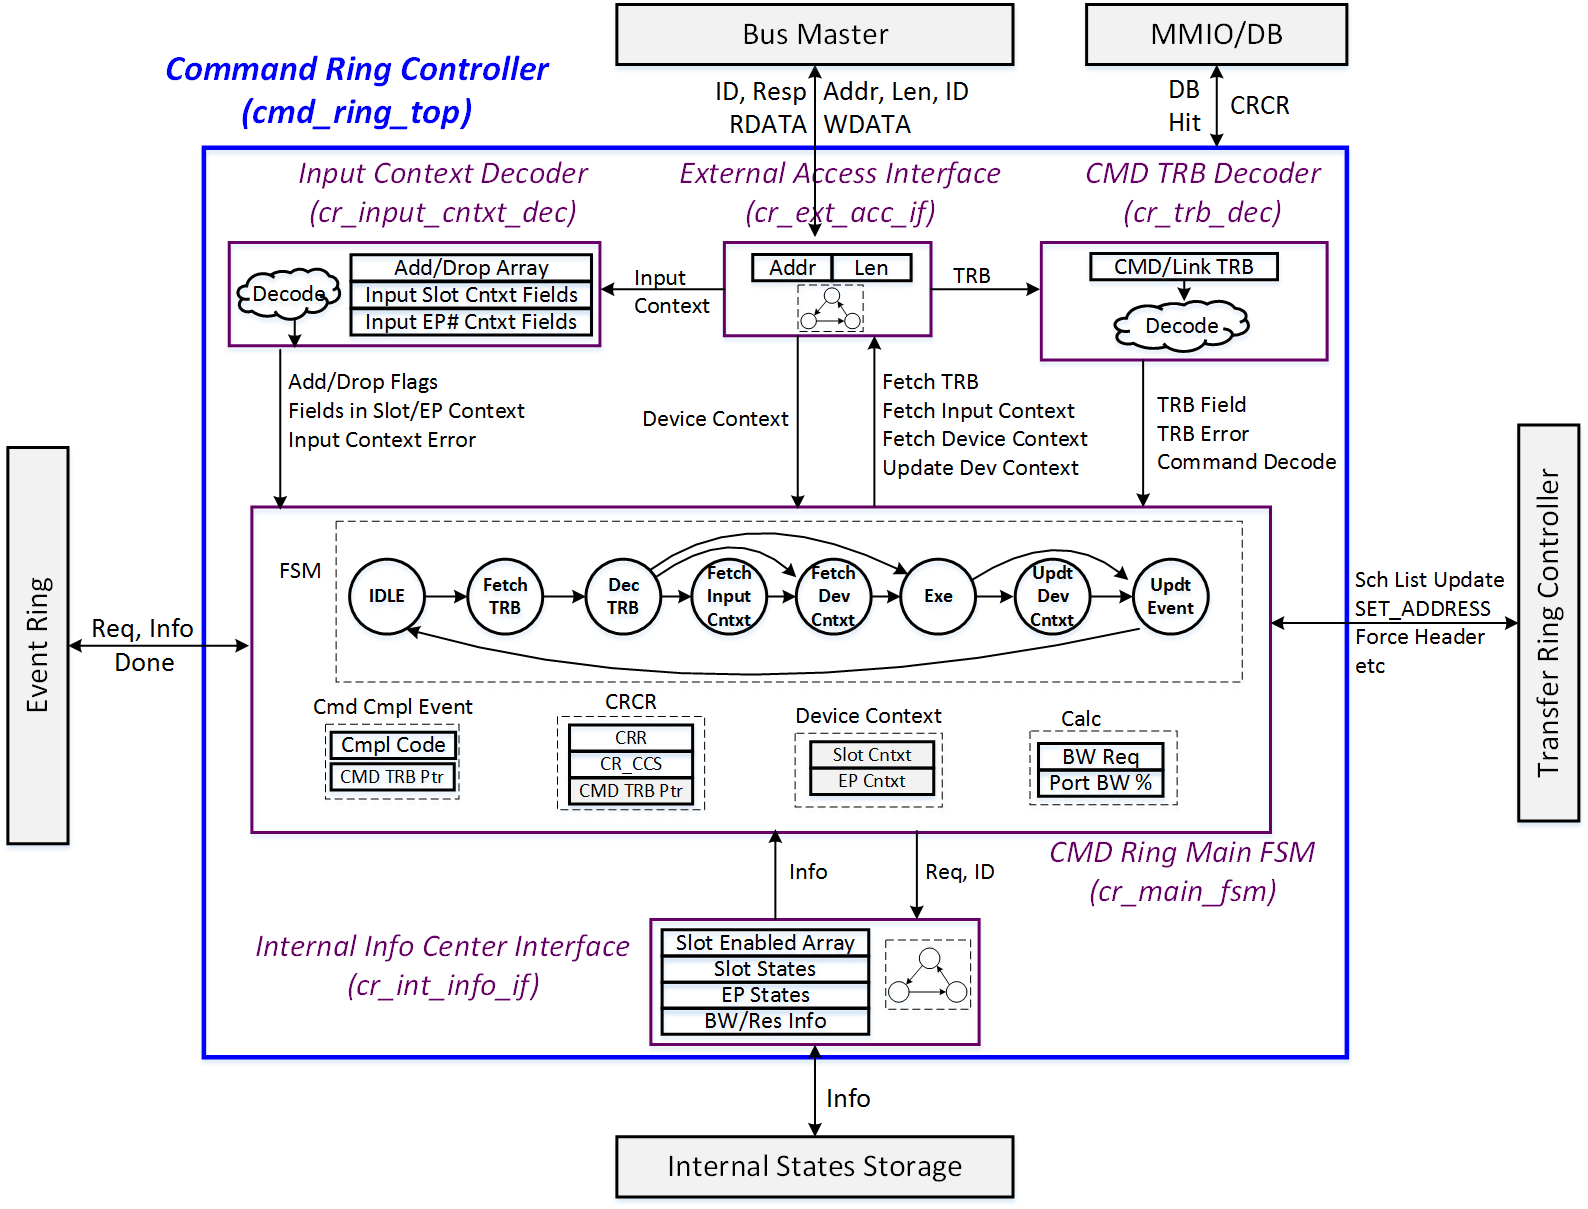 Bus Master
MMIO/DB
Command Ring Controller
(cmd_ring_top)
ID, Resp
RDATA
Addr, Len, ID
WDATA
DB
Hit
CRCR
Input Context Decoder
(cr_input_cntxt_dec)
External Access Interface
(cr_ext_acc_if)
CMD TRB Decoder
(cr_trb_dec)
Decode
Add/Drop Array
Input Slot Cntxt Fields
Input EP# Cntxt Fields
Input
Context
Addr
Len
TRB
CMD/Link TRB
Decode
Add/Drop Flags
Fields in Slot/EP Context
Input Context Error
Device Context
Fetch TRB
Fetch Input Context
Fetch Device Context
Update Dev Context
TRB Field
TRB Error
Command Decode
Event Ring
Req, Info
Done
FSM
IDLE
Fetch
TRB
Dec
TRB
Fetch
Input
Cntxt
Fetch
Dev
Cntxt
Exe
Updt
Dev
Cntxt
Updt
Event
Sch List Update
SET_ADDRESS
Force Header
etc
Transfer Ring Controller
Cmd Cmpl Event
Cmpl Code
CMD TRB Ptr
CRCR
CRR
CR_CCS
CMD TRB Ptr
Device Context
Slot Cntxt
EP Cntxt
Calc
BW Req
Port BW %
CMD Ring Main FSM
(cr_main_fsm)
Info
Req, ID
Internal Info Center Interface
(cr_int_info_if)
Slot Enabled Array
Slot States
EP States
BW/Res Info
Info
Internal States Storage